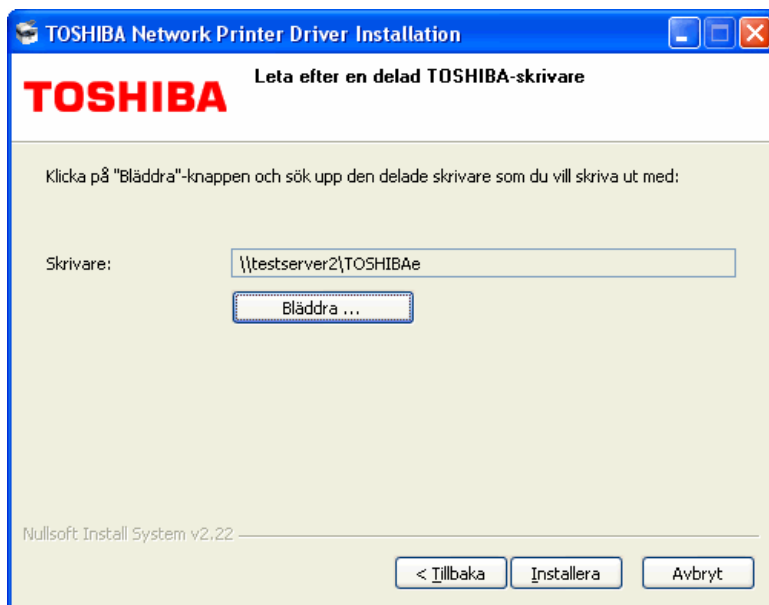 TOSHIBA Network Printer Driver Installation
TOSHIBA
Leta efter en delad TOSHIBA-skrivare
Klicka på "Bläddra"-knappen och sök upp den delade skrivare som du vill skriva ut med:
Skrivare:
\\testserver2\TOSHIBAe
Bläddra ...
Nullsoft Install System v2.22
< Tillbaka
Installera
Avbryt